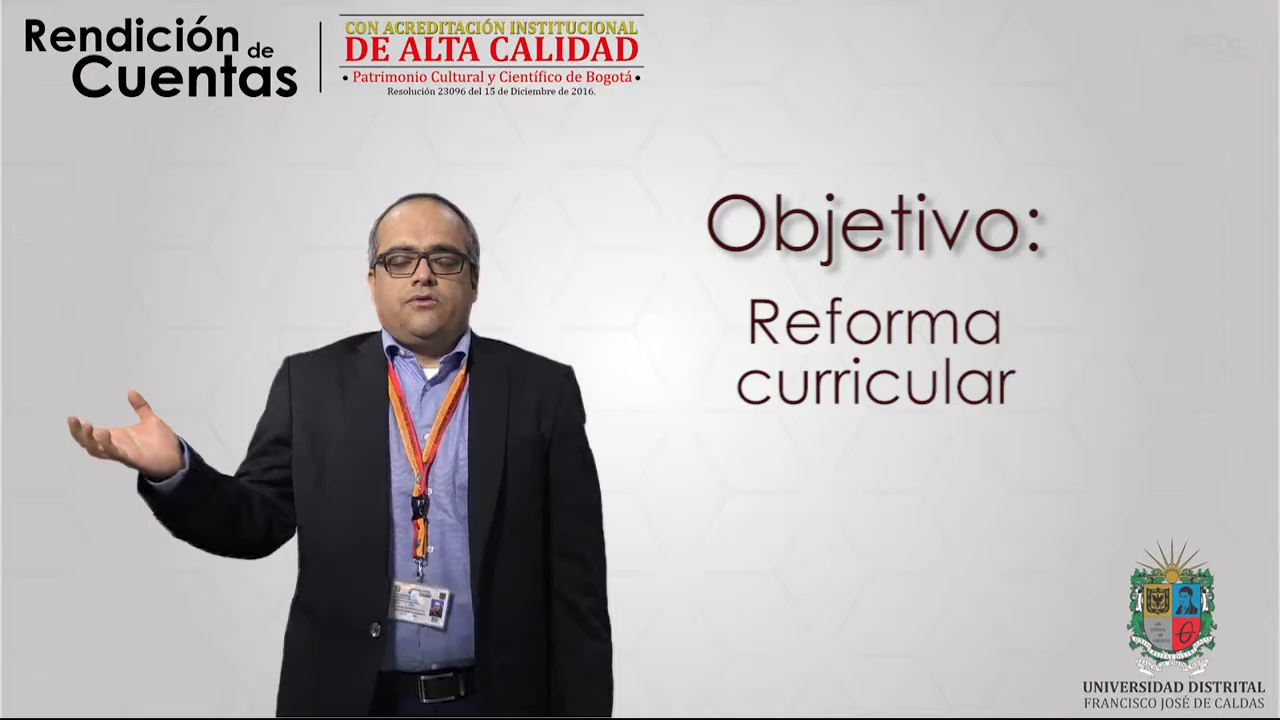 Rendición de
Cuentas
CON ACREDITACIÓN INSTITUCIONAL
DE ALTA CALIDAD
• Patrimonio Cultural y Científico de Bogotá •
Resolución 23096 del 15 de Diciembre de 2016.
Objetivo:
Reforma
curricular
UNIVERSIDAD DISTRITAL
FRANCISCO JOSÉ DE CALDAS